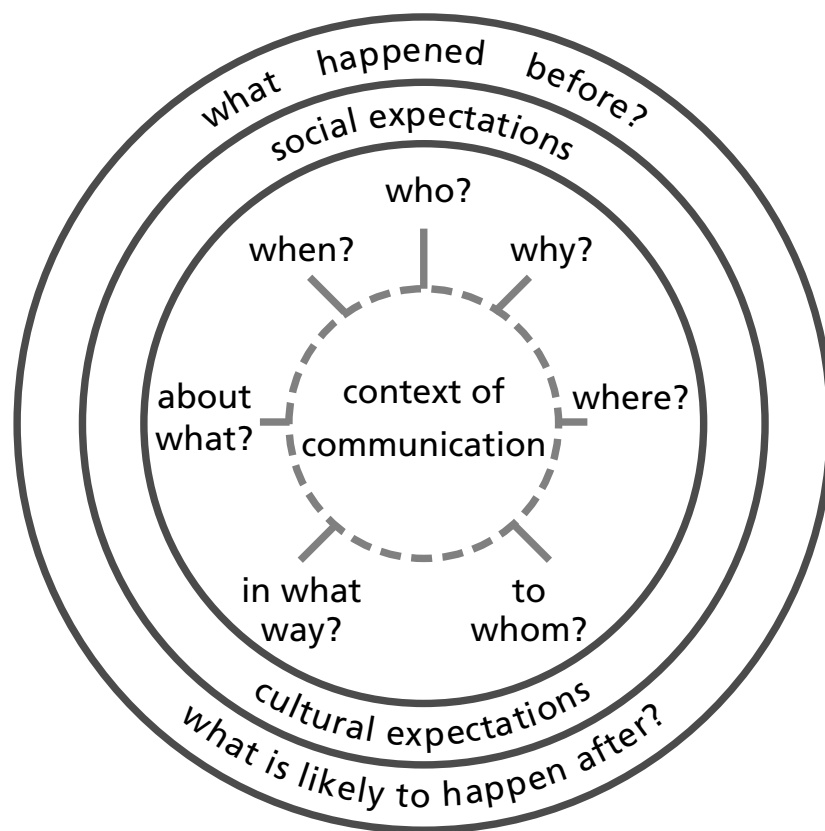 what happened before?
social expectations
who?
when?
why?
about
what?
where?
context of
communication
in what
way?
to
whom?
cultural expectations
what is likely to happen after?